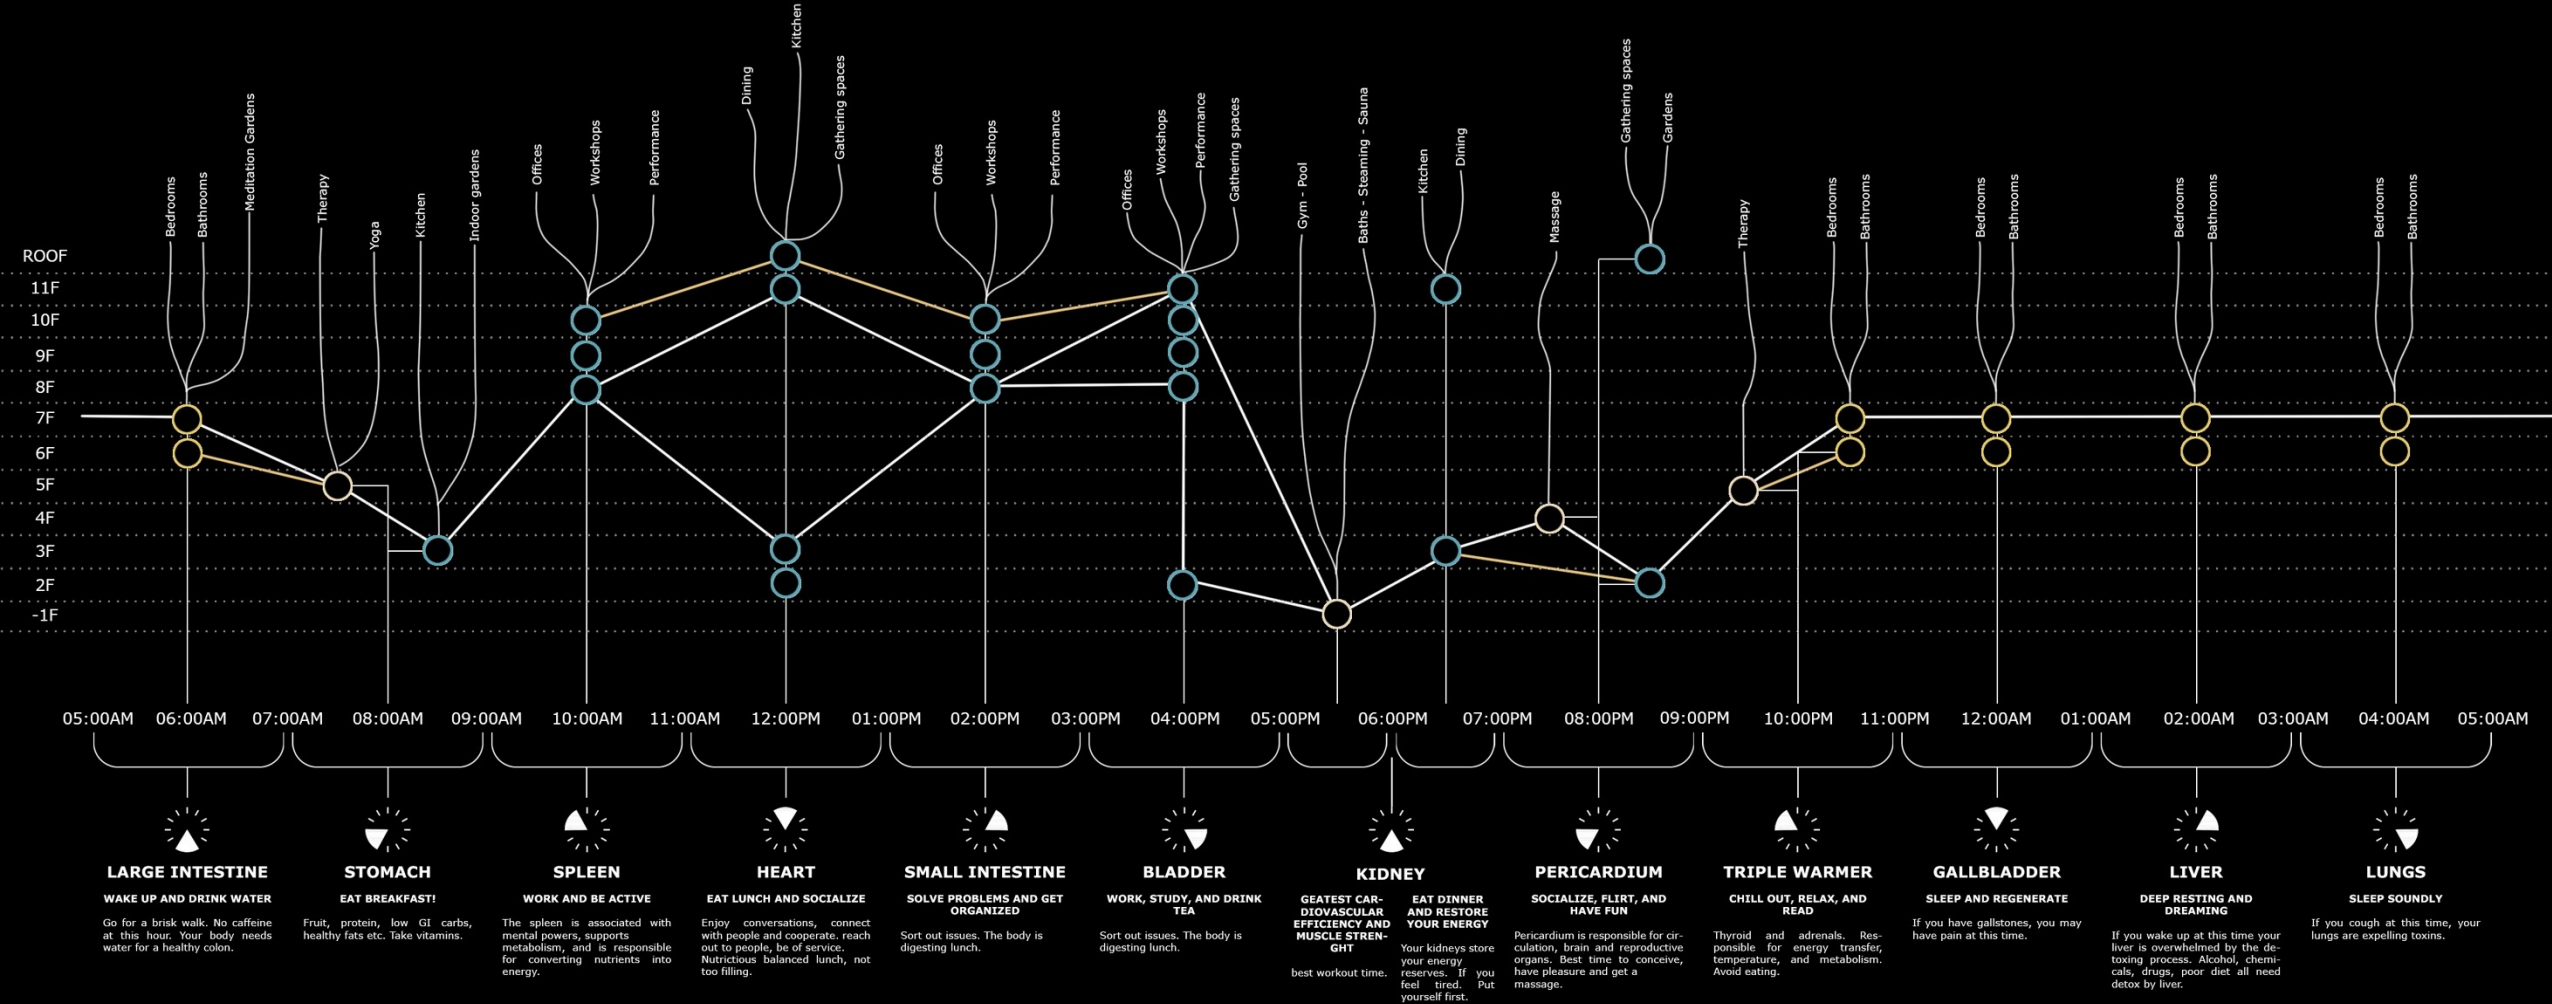 Bedrooms
Bathrooms
Meditation Gardens
Therapy
Yoga
Kitchen
Indoor gardens
Offices
Workshops
Performance
Dining
Kitchen
Gathering spaces
Offices
Workshops
Performance
Offices
Workshops
Performance
Gathering spaces
Gym - Pool
Baths - Steaming - Sauna
Kitchen
Dining
Massage
Gathering spaces
Gardens
Therapy
Bedrooms
Bathrooms
Bedrooms
Bathrooms
Bedrooms
Bathrooms
Bedrooms
Bathrooms
ROOF
11F
10F
9F
8F
7F
6F
5F
4F
3F
2F
-1F
05:00AM 06:00AM 07:00AM 08:00AM 09:00AM 10:00AM 11:00AM 12:00PM 01:00PM 02:00PM 03:00PM 04:00PM 05:00PM 06:00PM 07:00PM 08:00PM 09:00PM 10:00PM 11:00PM 12:00AM 01:00AM 02:00AM 03:00AM 04:00AM 05:00AM
LARGE INTESTINE
WAKE UP AND DRINK WATER
Go for a brisk walk. No caffeine
at this hour. Your body needs
water for a healthy colon.
STOMACH
EAT BREAKFAST!
Fruit, protein, low GI carbs,
healthy fats etc. Take vitamins.
SPLEEN
WORK AND BE ACTIVE
The spleen is associated with
mental powers, supports
metabolism, and is responsible
for converting nutrients into
energy.
HEART
EAT LUNCH AND SOCIALIZE
Enjoy conversations, connect
with people and cooperate. reach
out to people, be of service.
Nutrictious balanced lunch, not
too filling.
SMALL INTESTINE
SOLVE PROBLEMS AND GET
ORGANIZED
Sort out issues. The body is
digesting lunch.
BLADDER
WORK, STUDY, AND DRINK
TEA
Sort out issues. The body is
digesting lunch.
KIDNEY
GEATEST CAR-
DIOVASCULAR
EFFICIENCY AND
MUSCLE STREN-
GHT
best workout time.
EAT DINNER
AND RESTORE
YOUR ENERGY
Your kidneys store
your energy
reserves. If you
feel tired. Put
yourself first.
PERICARDIUM
SOCIALIZE, FLIRT, AND
HAVE FUN
Pericardium is responsible for cir-
culation, brain and reproductive
organs. Best time to conceive,
have pleasure and get a
massage.
TRIPLE WARMER
CHILL OUT, RELAX, AND
READ
Thyroid and adrenals. Res-
ponsible for energy transfer,
temperature, and metabolism.
Avoid eating.
GALLBLADDER
SLEEP AND REGENERATE
If you have gallstones, you may
have pain at this time.
LIVER
DEEP RESTING AND
DREAMING
If you wake up at this time your
liver is overwhelmed by the de-
toxing process. Alcohol, chemi-
cals, drugs, poor diet all need
detox by liver.
LUNGS
SLEEP SOUNDLY
If you cough at this time, your
lungs are expelling toxins.